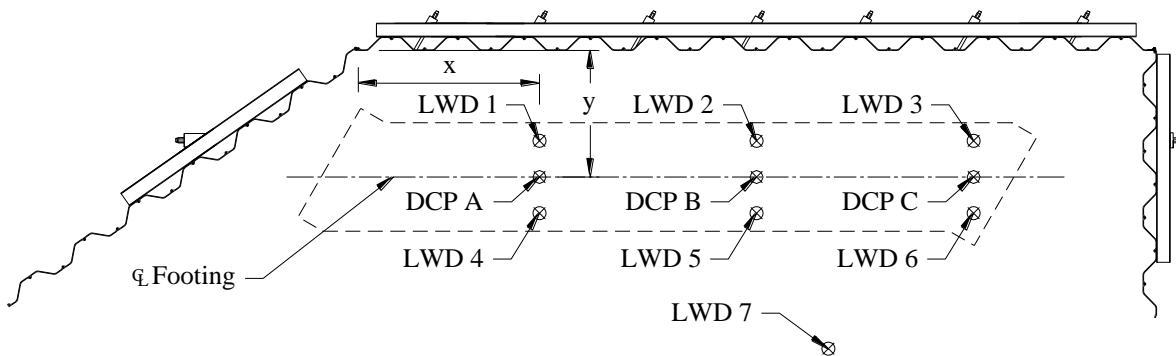 x
y
LWD 1
LWD 2
LWD 3
DCP A
DCP B
DCP C
LWD 4
LWD 5
LWD 6
℄ Footing
LWD 7